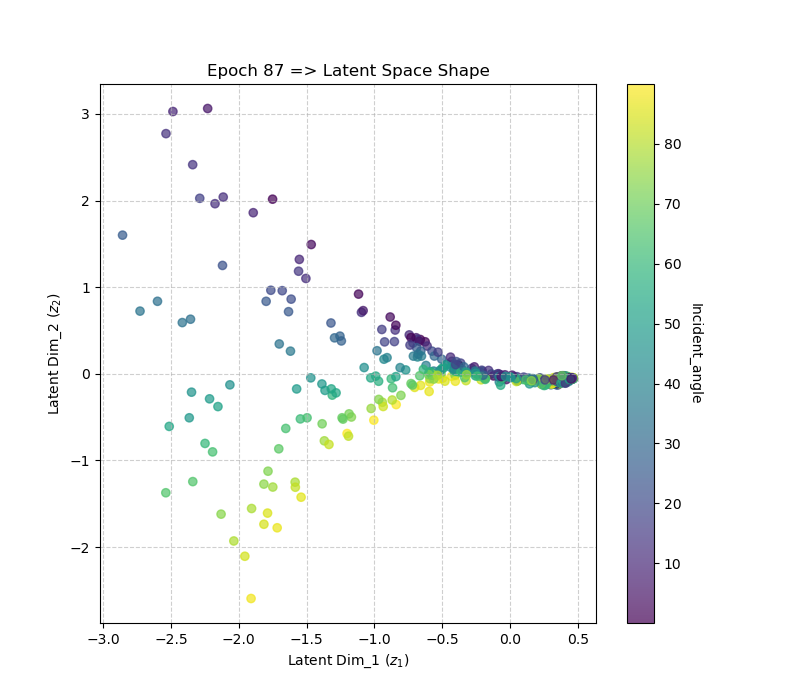 Epoch 87 => Latent Space Shape
3
2
1
0
−1
−2
Latent Dim_2 (z₂)
−3.0 −2.5 −2.0 −1.5 −1.0 −0.5 0.0 0.5
Latent Dim_1 (z₁)
80
70
60
50
40
30
20
10
Incident_angle